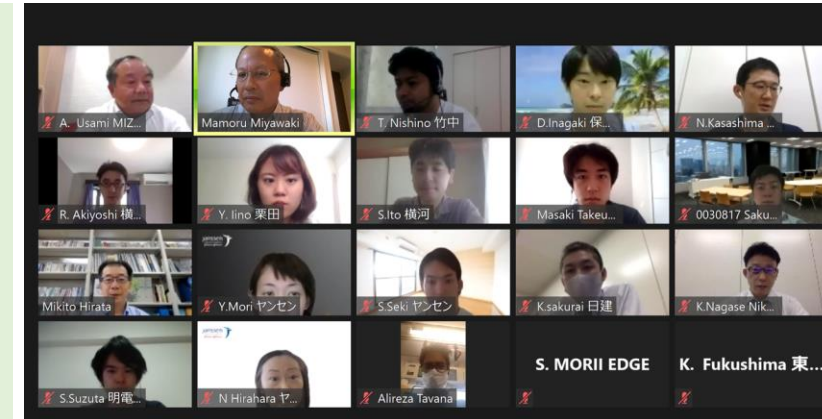 A. Usami MIZ...
Mamoru Miyawaki
T. Nishino 竹中
D.Inagaki 保...
N.Kasashima ...
R. Akiyoshi 横...
Y. Iino 栗田
S.Ito 横河
Masaki Takeu...
0030817 Saku...
janssen
Mikito Hirata
Y.Mori ヤンセン
S.Seki ヤンセン
K.sakurai 日建
K.Nagase Nik...
janssen
S.Suzuta 明電...
N Hirahara ヤ...
Alireza Tavana
S. MORII EDGE
K. Fukushima 東...